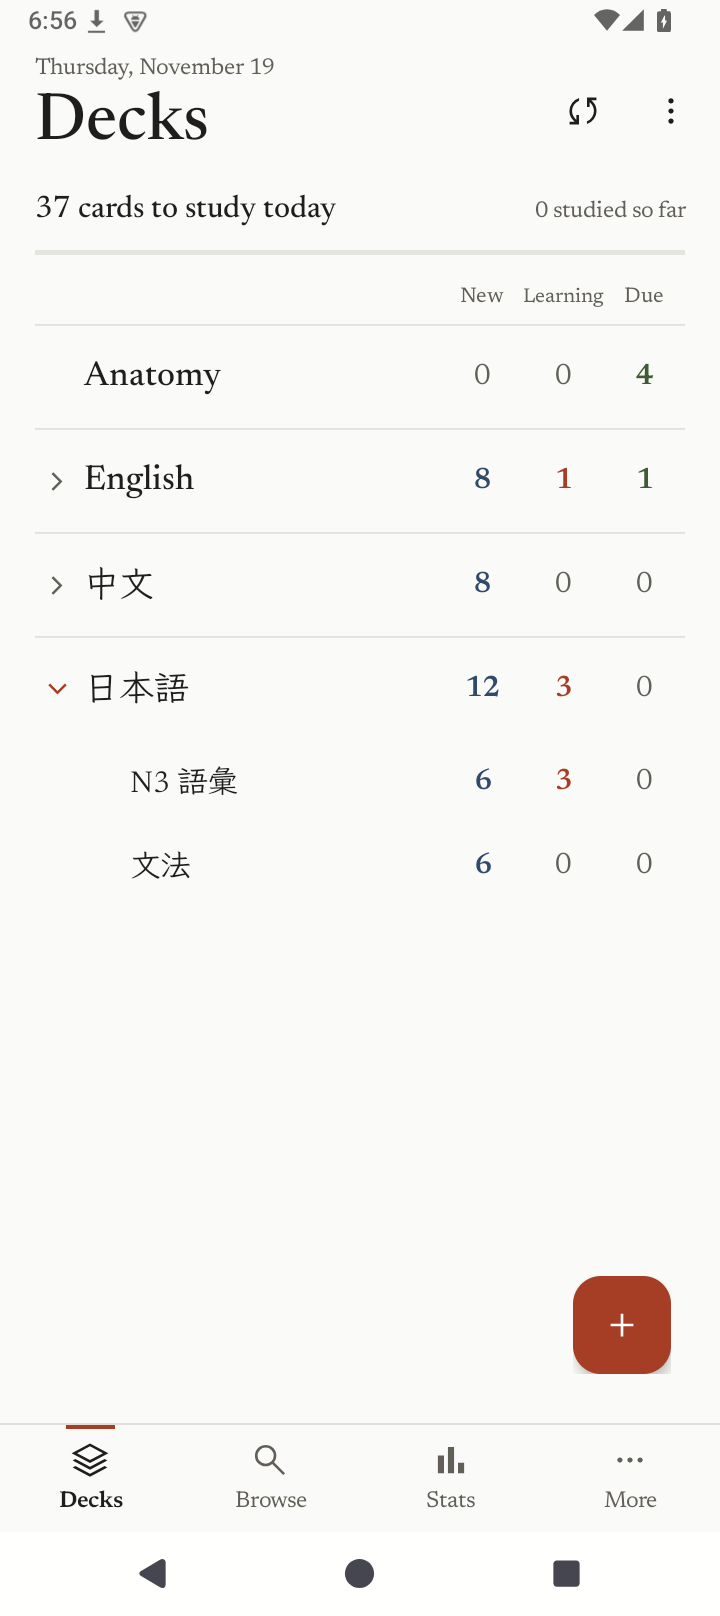 6:56
Thursday, November 19
Decks
37 cards to study today
0 studied so far
New Learning Due
Anatomy 0 0 4
English 8 1 1
中文 8 0 0
日本語 12 3 0
N3 語彙 6 3 0
文法 6 0 0
Decks Browse Stats More